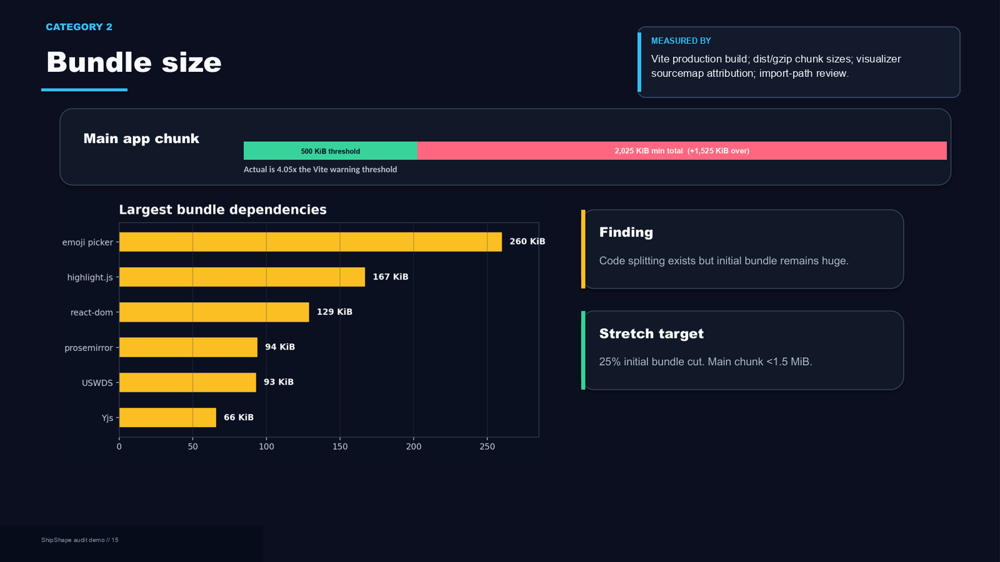 CATEGORY 2
Bundle size
MEASURED BY
Vite production build; dist/gzip chunk sizes; visualizer
sourcemap attribution; import-path review.
Main app chunk
500 KiB threshold
2,025 KiB min total (+1,525 KiB over)
Actual is 4.05x the Vite warning threshold
Largest bundle dependencies
emoji picker
260 KiB
highlight.js
167 KiB
react-dom
129 KiB
prosemirror
94 KiB
USWDS
93 KiB
Yjs
66 KiB
0
50
100
150
200
250
Finding
Code splitting exists but initial bundle remains huge.
Stretch target
25% initial bundle cut. Main chunk <1.5 MiB.
ShipShape audit demo // 15